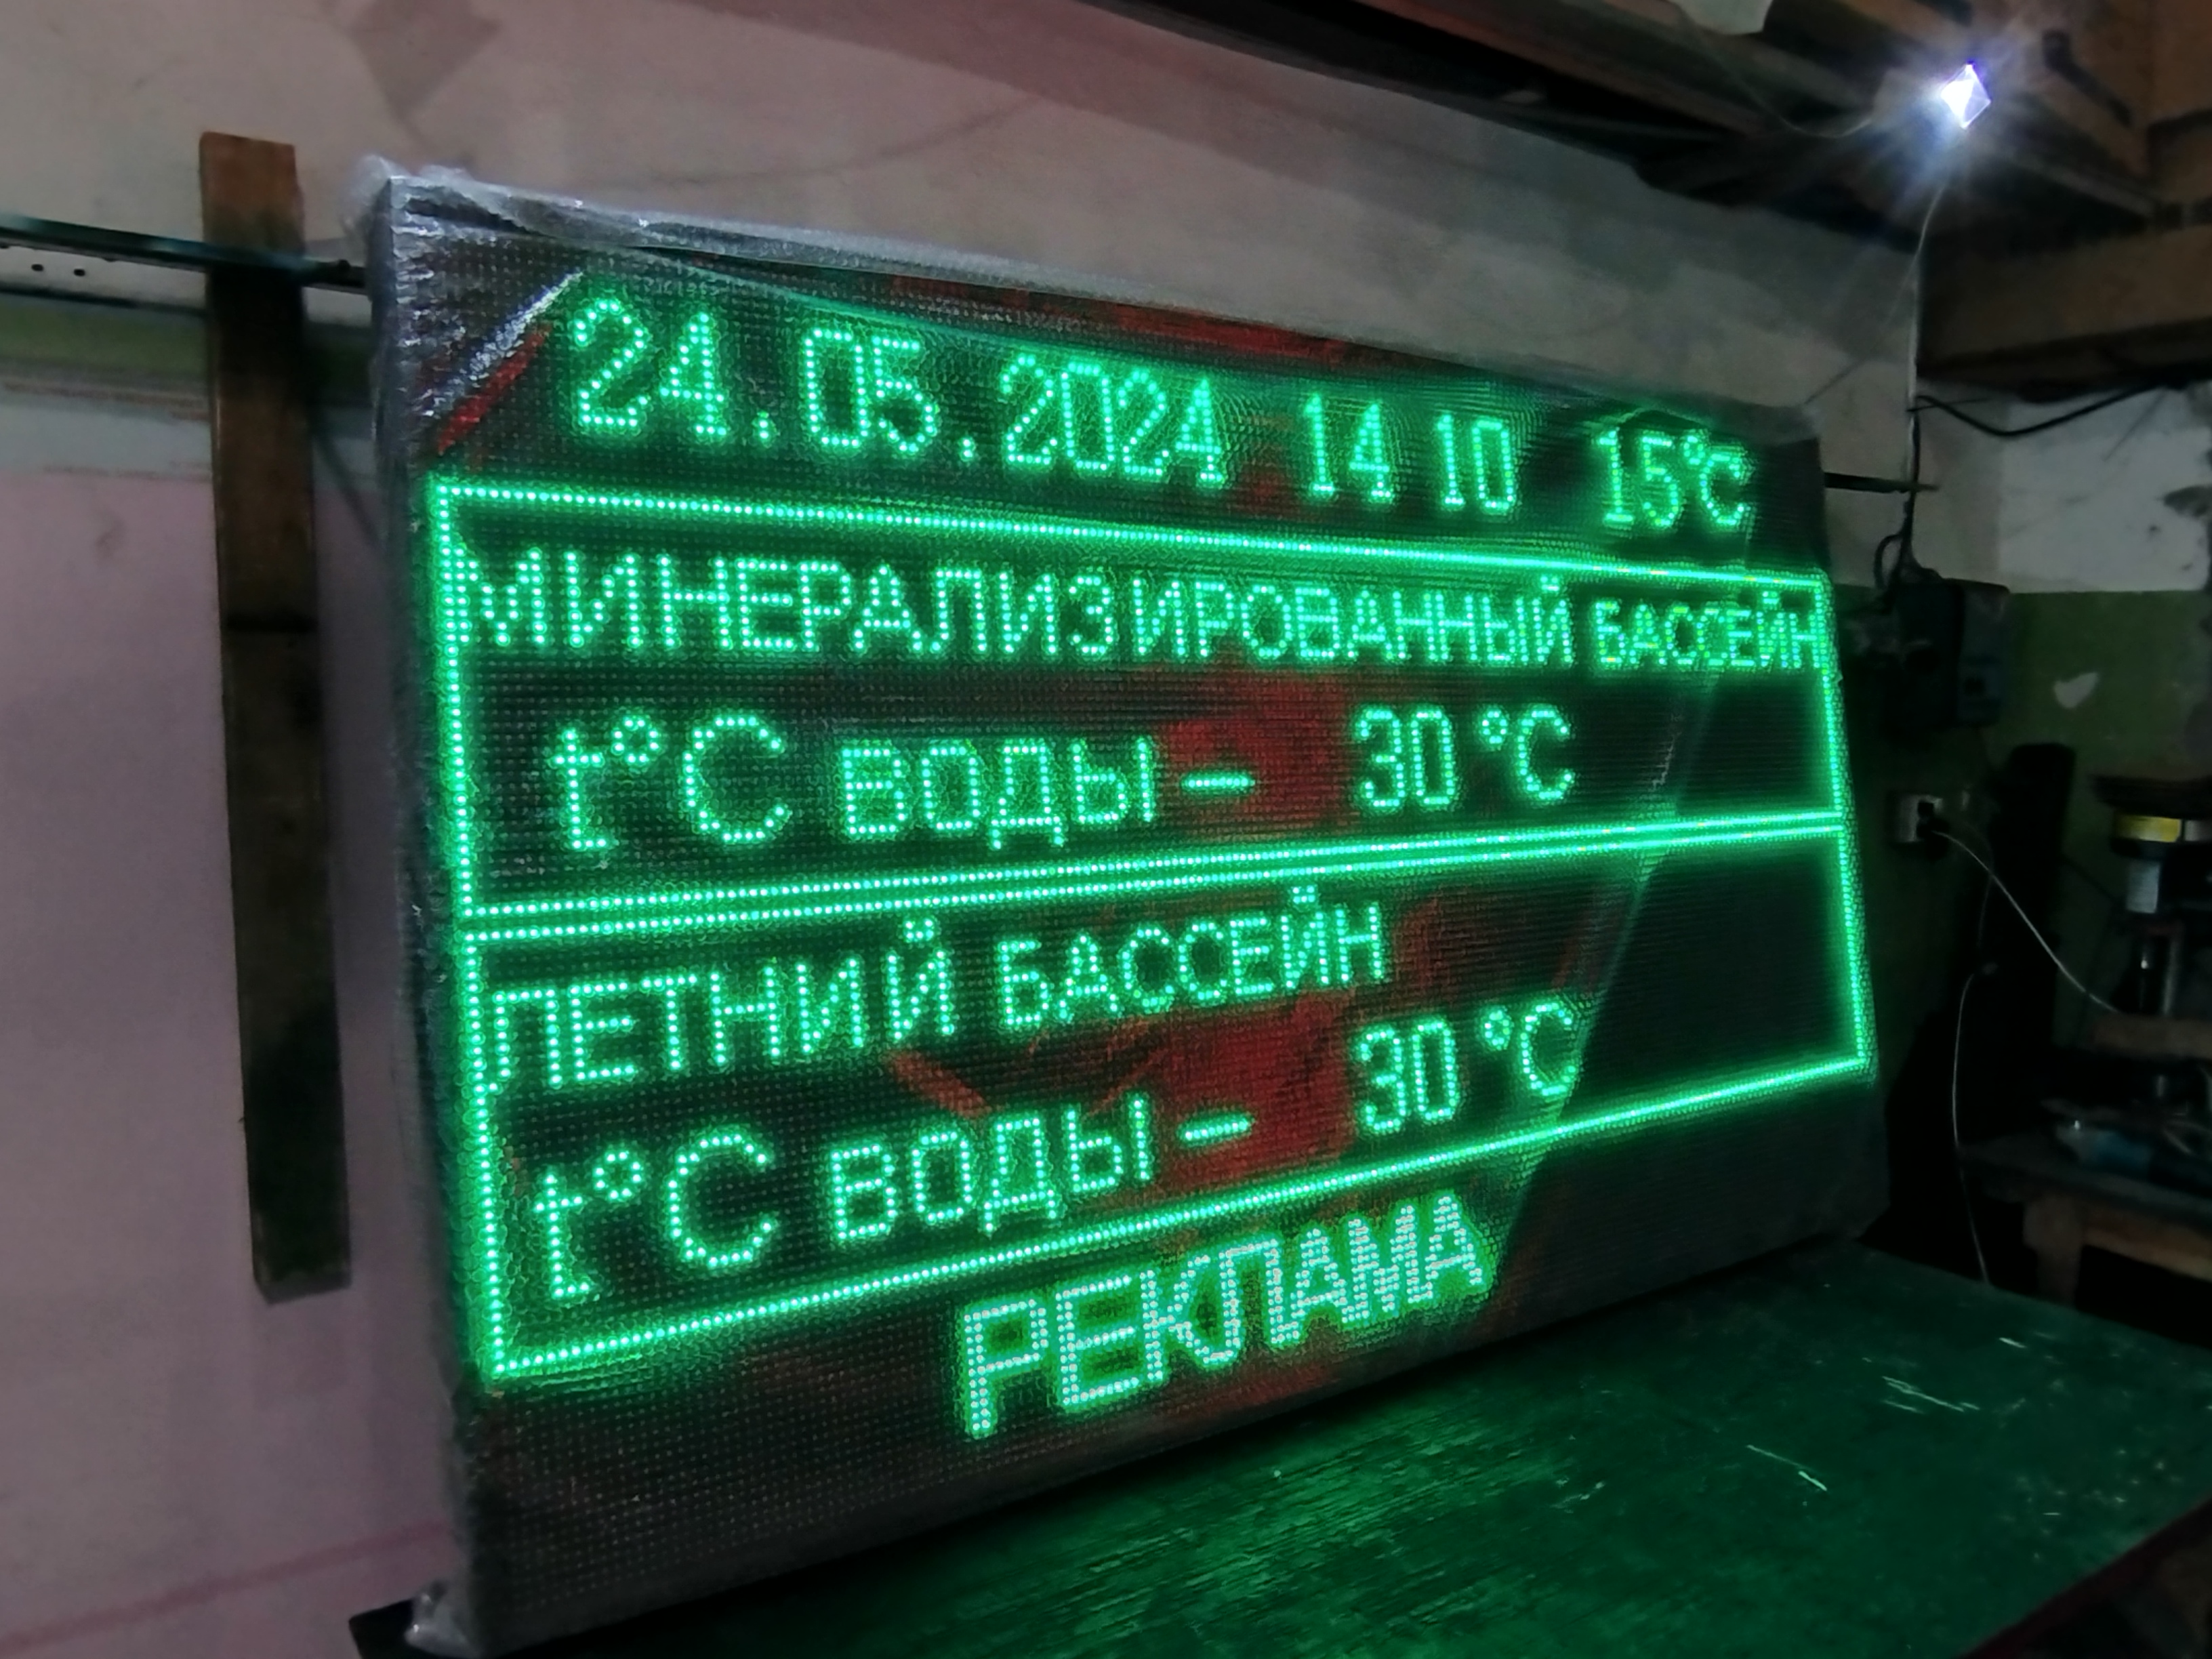 24.05.2024 14 10 15°C
МИНЕРАЛИЗИРОВАННЫЙ БАССЕЙН
t°C ВОДЫ – 30 °C
ЛЕТНИЙ БАССЕЙН
t°C ВОДЫ – 30 °C
РЕКЛАМА